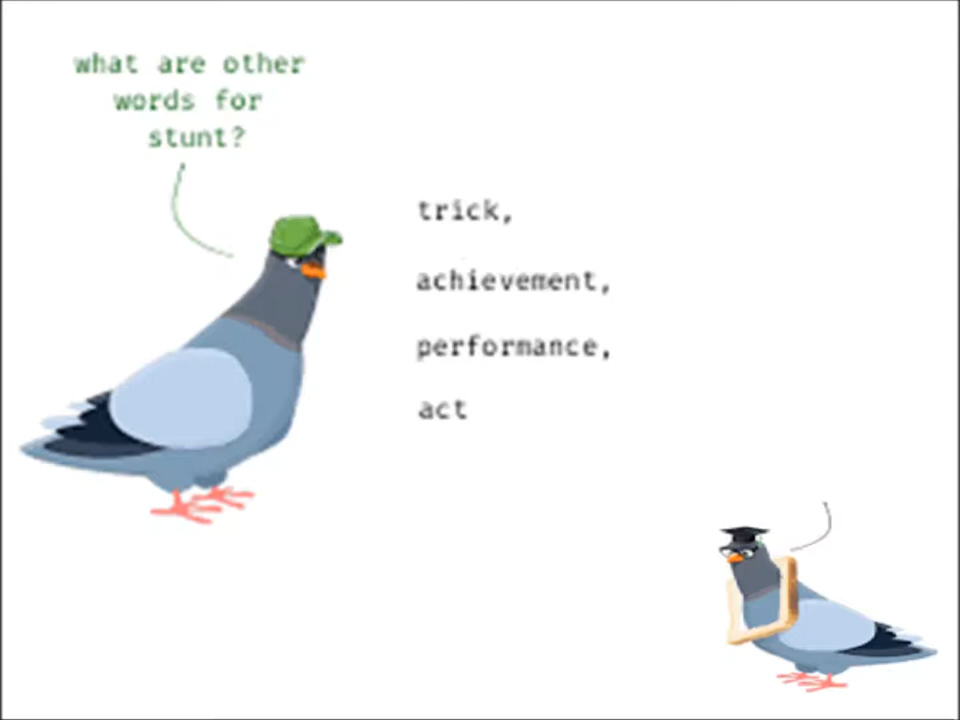 what are other
words for
stunt?
trick,
achievement,
performance,
act